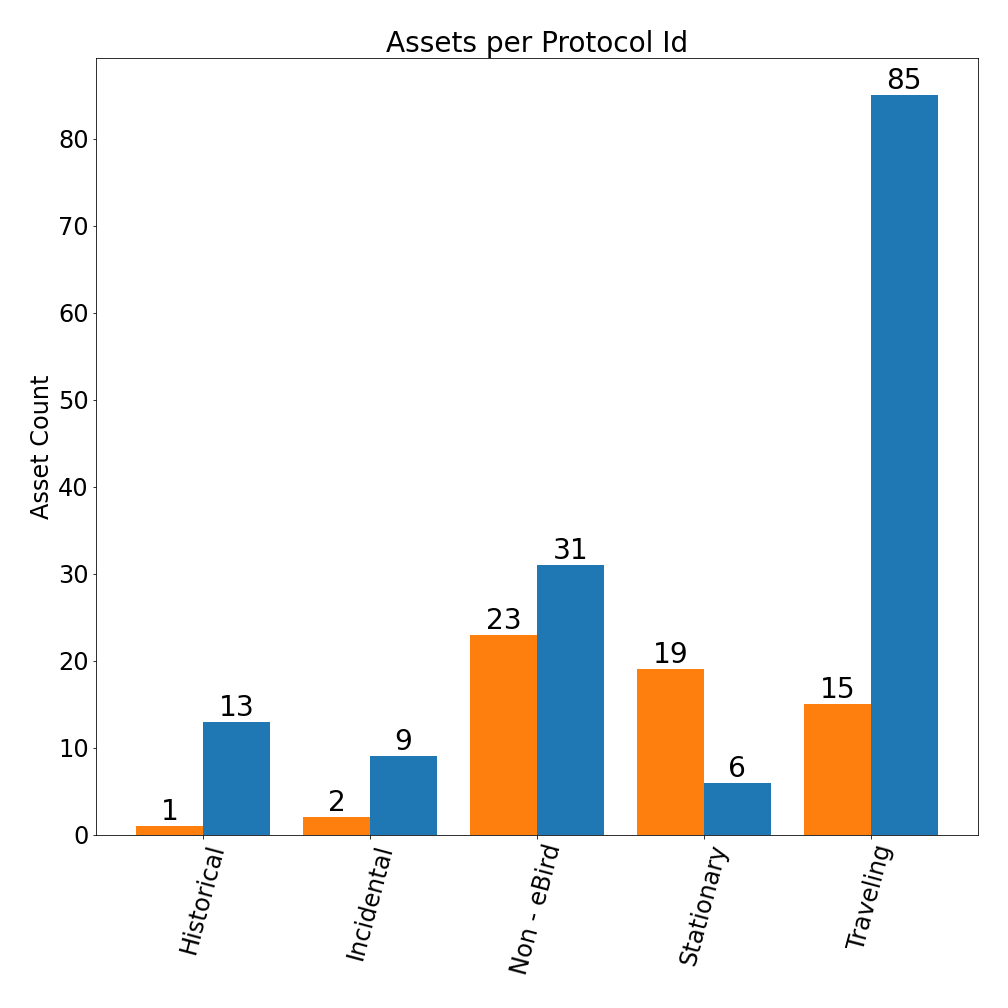 Assets per Protocol Id
Asset Count
80
70
60
50
40
30
20
10
0
1
13
2
9
23
31
19
6
15
85
Historical
Incidental
Non - eBird
Stationary
Traveling